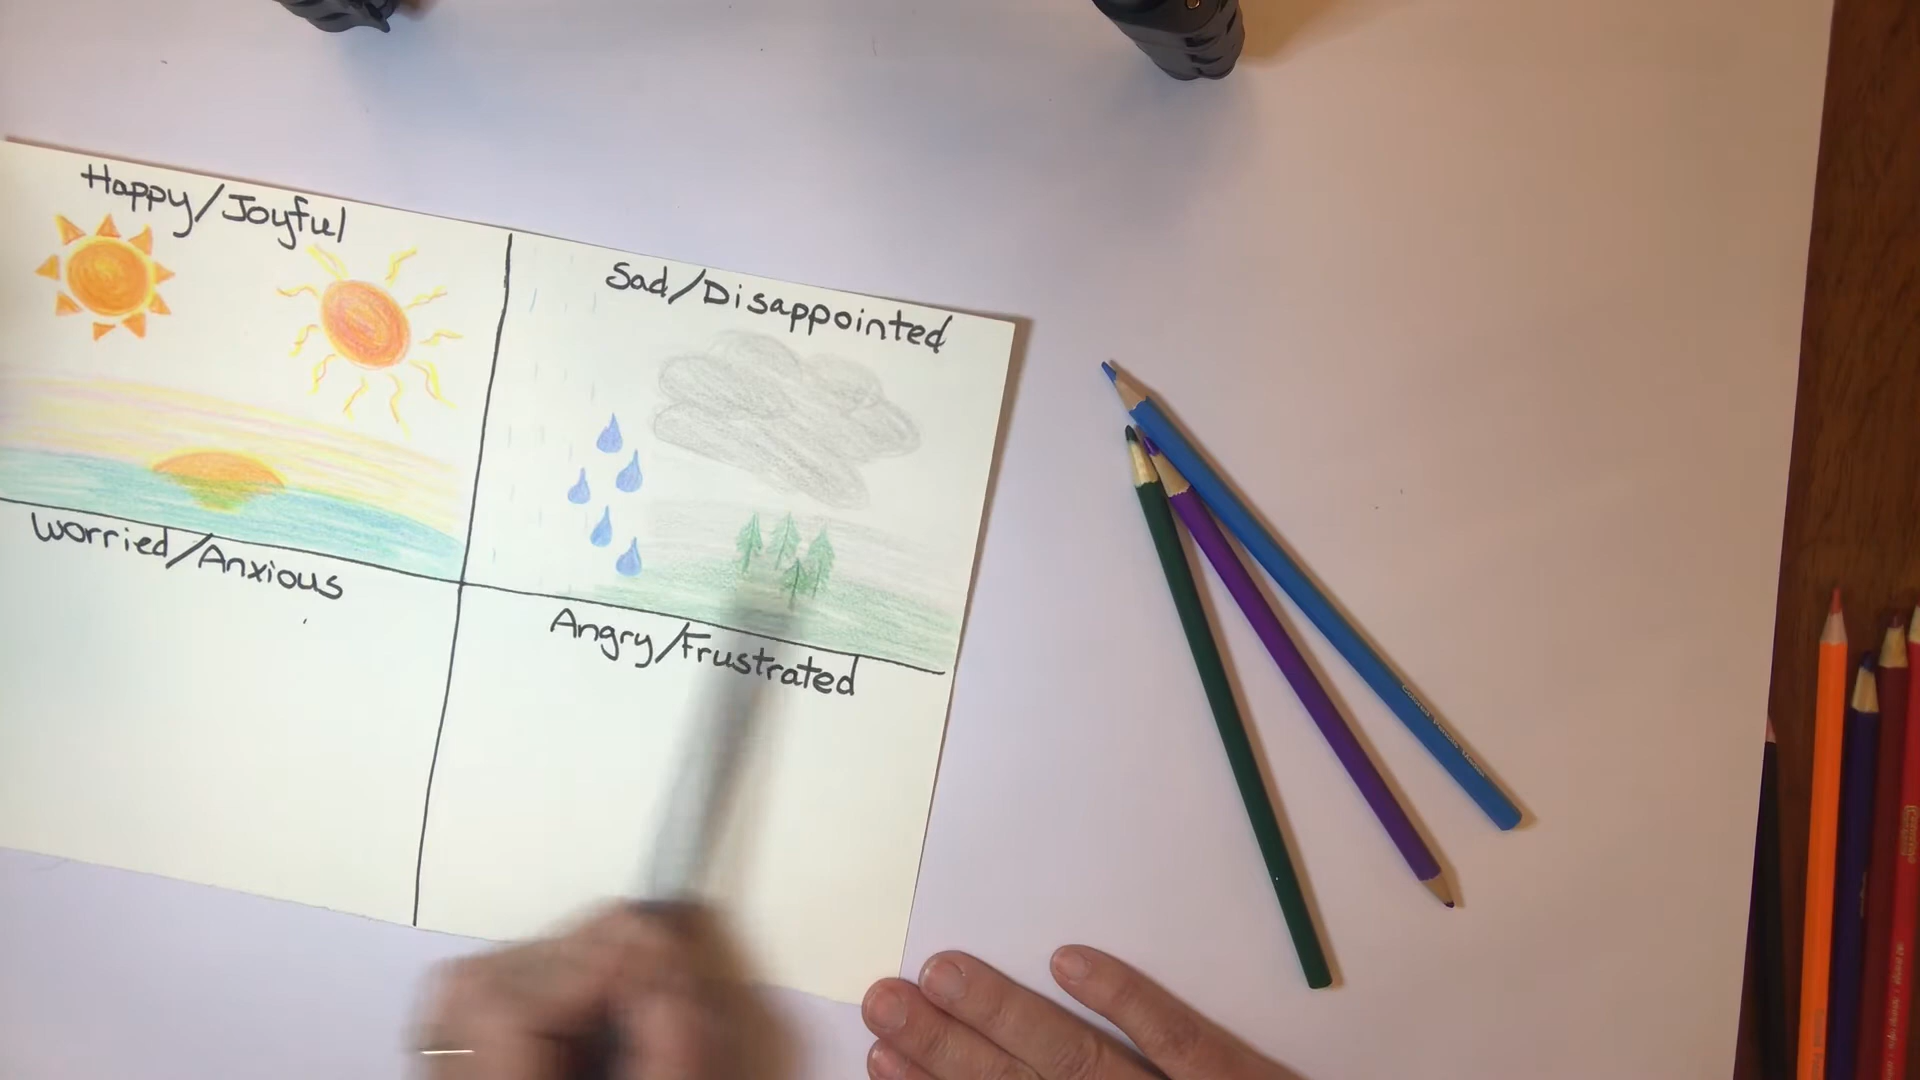 Happy/Joyful
Sad/Disappointed
Worried/Anxious
Angry/Frustrated